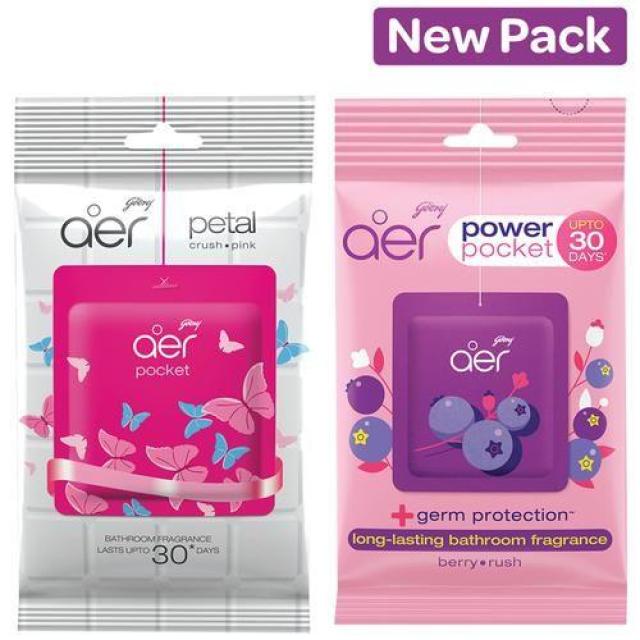 New Pack
Godrej
aer
petal
crush • pink
Godrej
aer
pocket
BATHROOM FRAGRANCE
LASTS UPTO 30* DAYS
Godrej
aer
power
pocket
UPTO
30
DAYS*
Godrej
aer
+ germ protection™
long-lasting bathroom fragrance
berry • rush